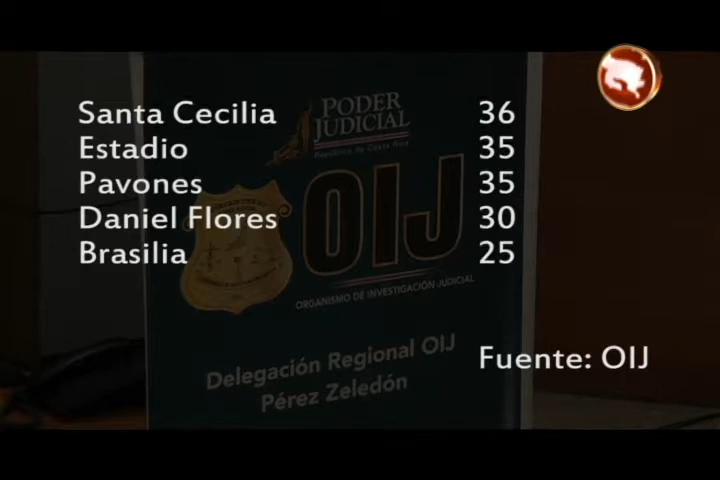 Santa Cecilia 36
Estadio 35
Pavones 35
Daniel Flores 30
Brasilia 25
Fuente: OIJ
PODER
JUDICIAL
República de Costa Rica
OIJ
ORGANISMO DE INVESTIGACIÓN JUDICIAL
Delegación Regional OIJ
Pérez Zeledón